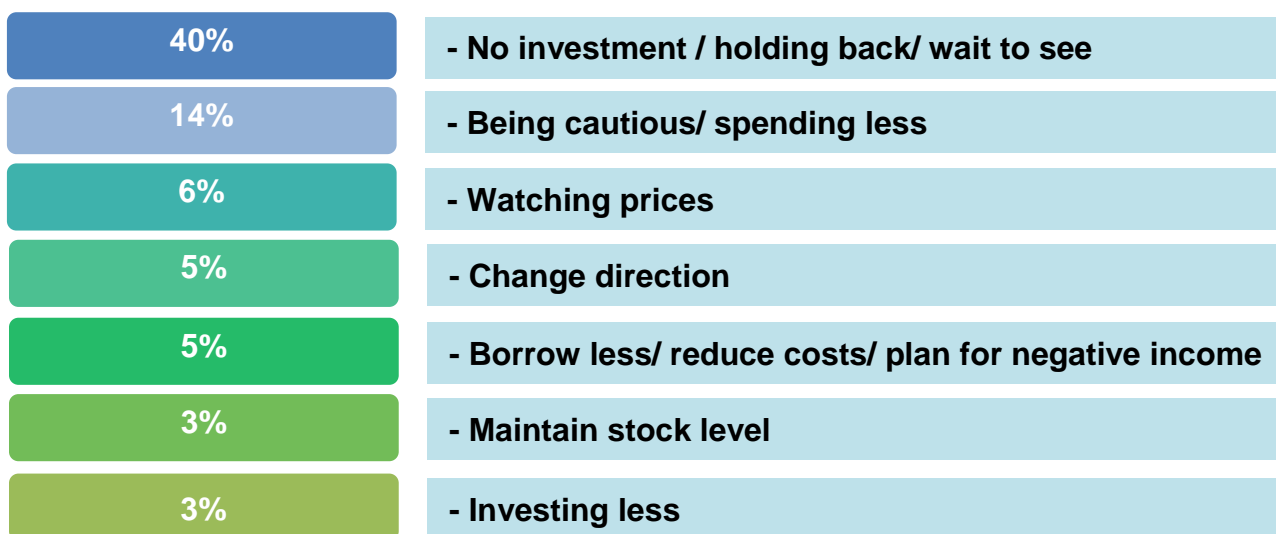 40% - No investment / holding back/ wait to see
14% - Being cautious/ spending less
6% - Watching prices
5% - Change direction
5% - Borrow less/ reduce costs/ plan for negative income
3% - Maintain stock level
3% - Investing less